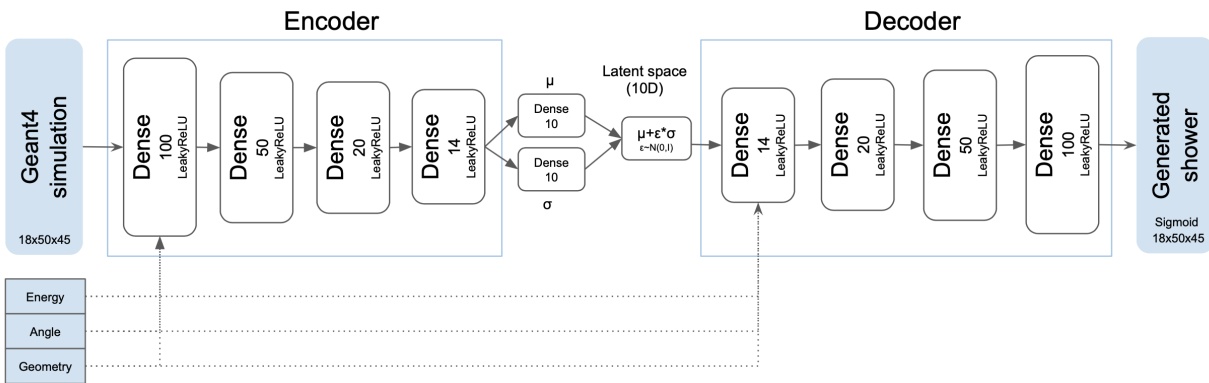 Encoder
Decoder
Geant4
simulation
18x50x45
Dense
100
LeakyReLU
Dense
50
LeakyReLU
Dense
20
LeakyReLU
Dense
14
LeakyReLU
μ
Dense
10
Dense
10
σ
Latent space
(10D)
μ+ε*σ
ε~N(0,I)
Dense
14
LeakyReLU
Dense
20
LeakyReLU
Dense
50
LeakyReLU
Dense
100
LeakyReLU
Generated
shower
Sigmoid
18x50x45
Energy
Angle
Geometry